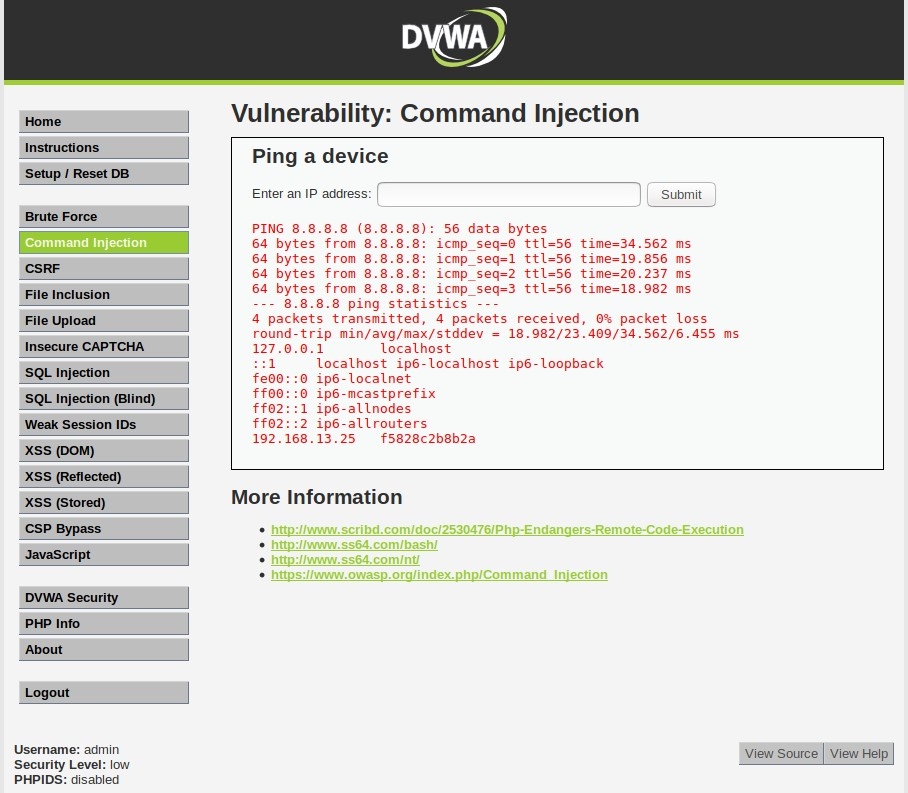 DVWA
Home
Instructions
Setup / Reset DB
Brute Force
Command Injection
CSRF
File Inclusion
File Upload
Insecure CAPTCHA
SQL Injection
SQL Injection (Blind)
Weak Session IDs
XSS (DOM)
XSS (Reflected)
XSS (Stored)
CSP Bypass
JavaScript
DVWA Security
PHP Info
About
Logout
Vulnerability: Command Injection
Ping a device
Enter an IP address: Submit
PING 8.8.8.8 (8.8.8.8): 56 data bytes
64 bytes from 8.8.8.8: icmp_seq=0 ttl=56 time=34.562 ms
64 bytes from 8.8.8.8: icmp_seq=1 ttl=56 time=19.856 ms
64 bytes from 8.8.8.8: icmp_seq=2 ttl=56 time=20.237 ms
64 bytes from 8.8.8.8: icmp_seq=3 ttl=56 time=18.982 ms
--- 8.8.8.8 ping statistics ---
4 packets transmitted, 4 packets received, 0% packet loss
round-trip min/avg/max/stddev = 18.982/23.409/34.562/6.455 ms
127.0.0.1       localhost
::1     localhost ip6-localhost ip6-loopback
fe00::0 ip6-localnet
ff00::0 ip6-mcastprefix
ff02::1 ip6-allnodes
ff02::2 ip6-allrouters
192.168.13.25   f5828c2b8b2a
More Information
• http://www.scribd.com/doc/2530476/Php-Endangers-Remote-Code-Execution
• http://www.ss64.com/bash/
• http://www.ss64.com/nt/
• https://www.owasp.org/index.php/Command_Injection
Username: admin
Security Level: low
PHPIDS: disabled
View Source View Help